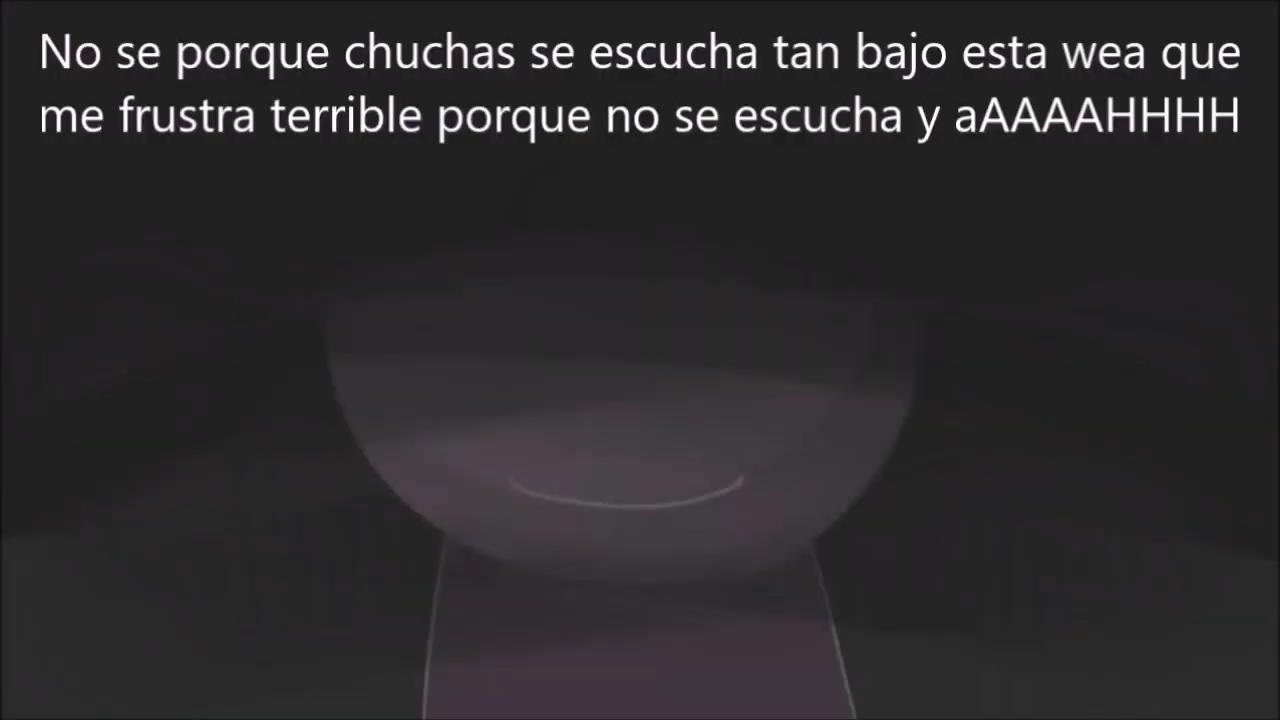 No se porque chuchas se escucha tan bajo esta wea que
me frustra terrible porque no se escucha y aAAAAHHHH